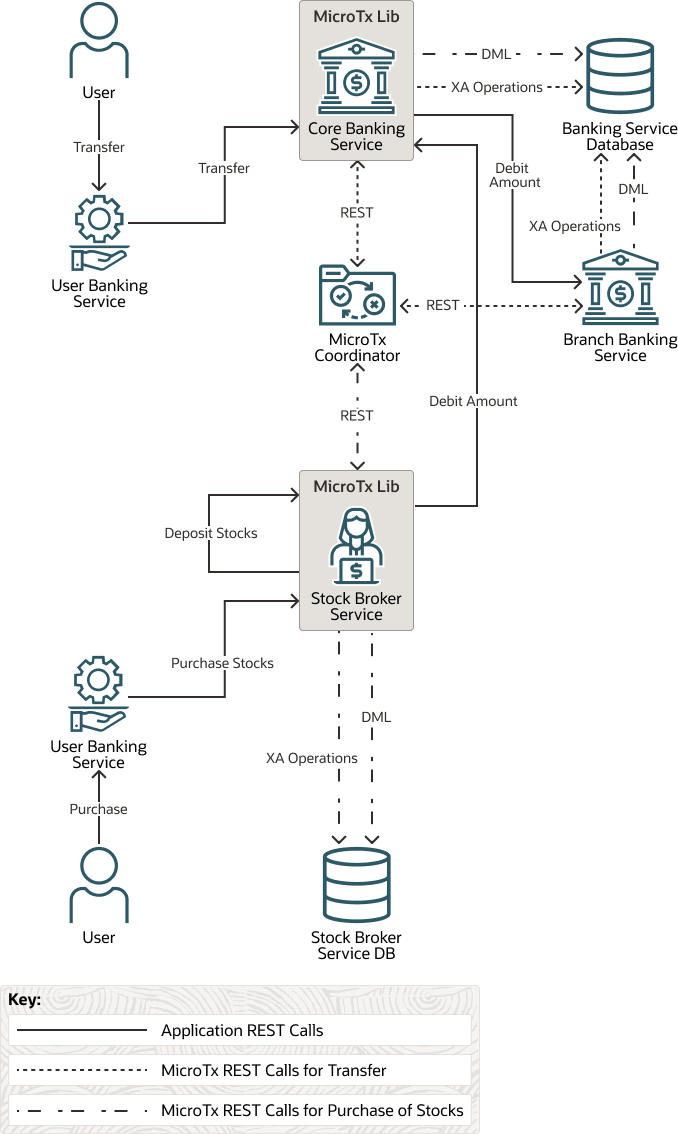 MicroTx Lib
DML
XA Operations
User
Core Banking
Service
Banking Service
Database
Transfer
Transfer
Debit
Amount
DML
REST
XA Operations
User Banking
Service
REST
MicroTx
Coordinator
Branch Banking
Service
Debit Amount
REST
MicroTx Lib
Deposit Stocks
Stock Broker
Service
Purchase Stocks
DML
User Banking
Service
XA Operations
Purchase
User
Stock Broker
Service DB
Key:
Application REST Calls
MicroTx REST Calls for Transfer
MicroTx REST Calls for Purchase of Stocks